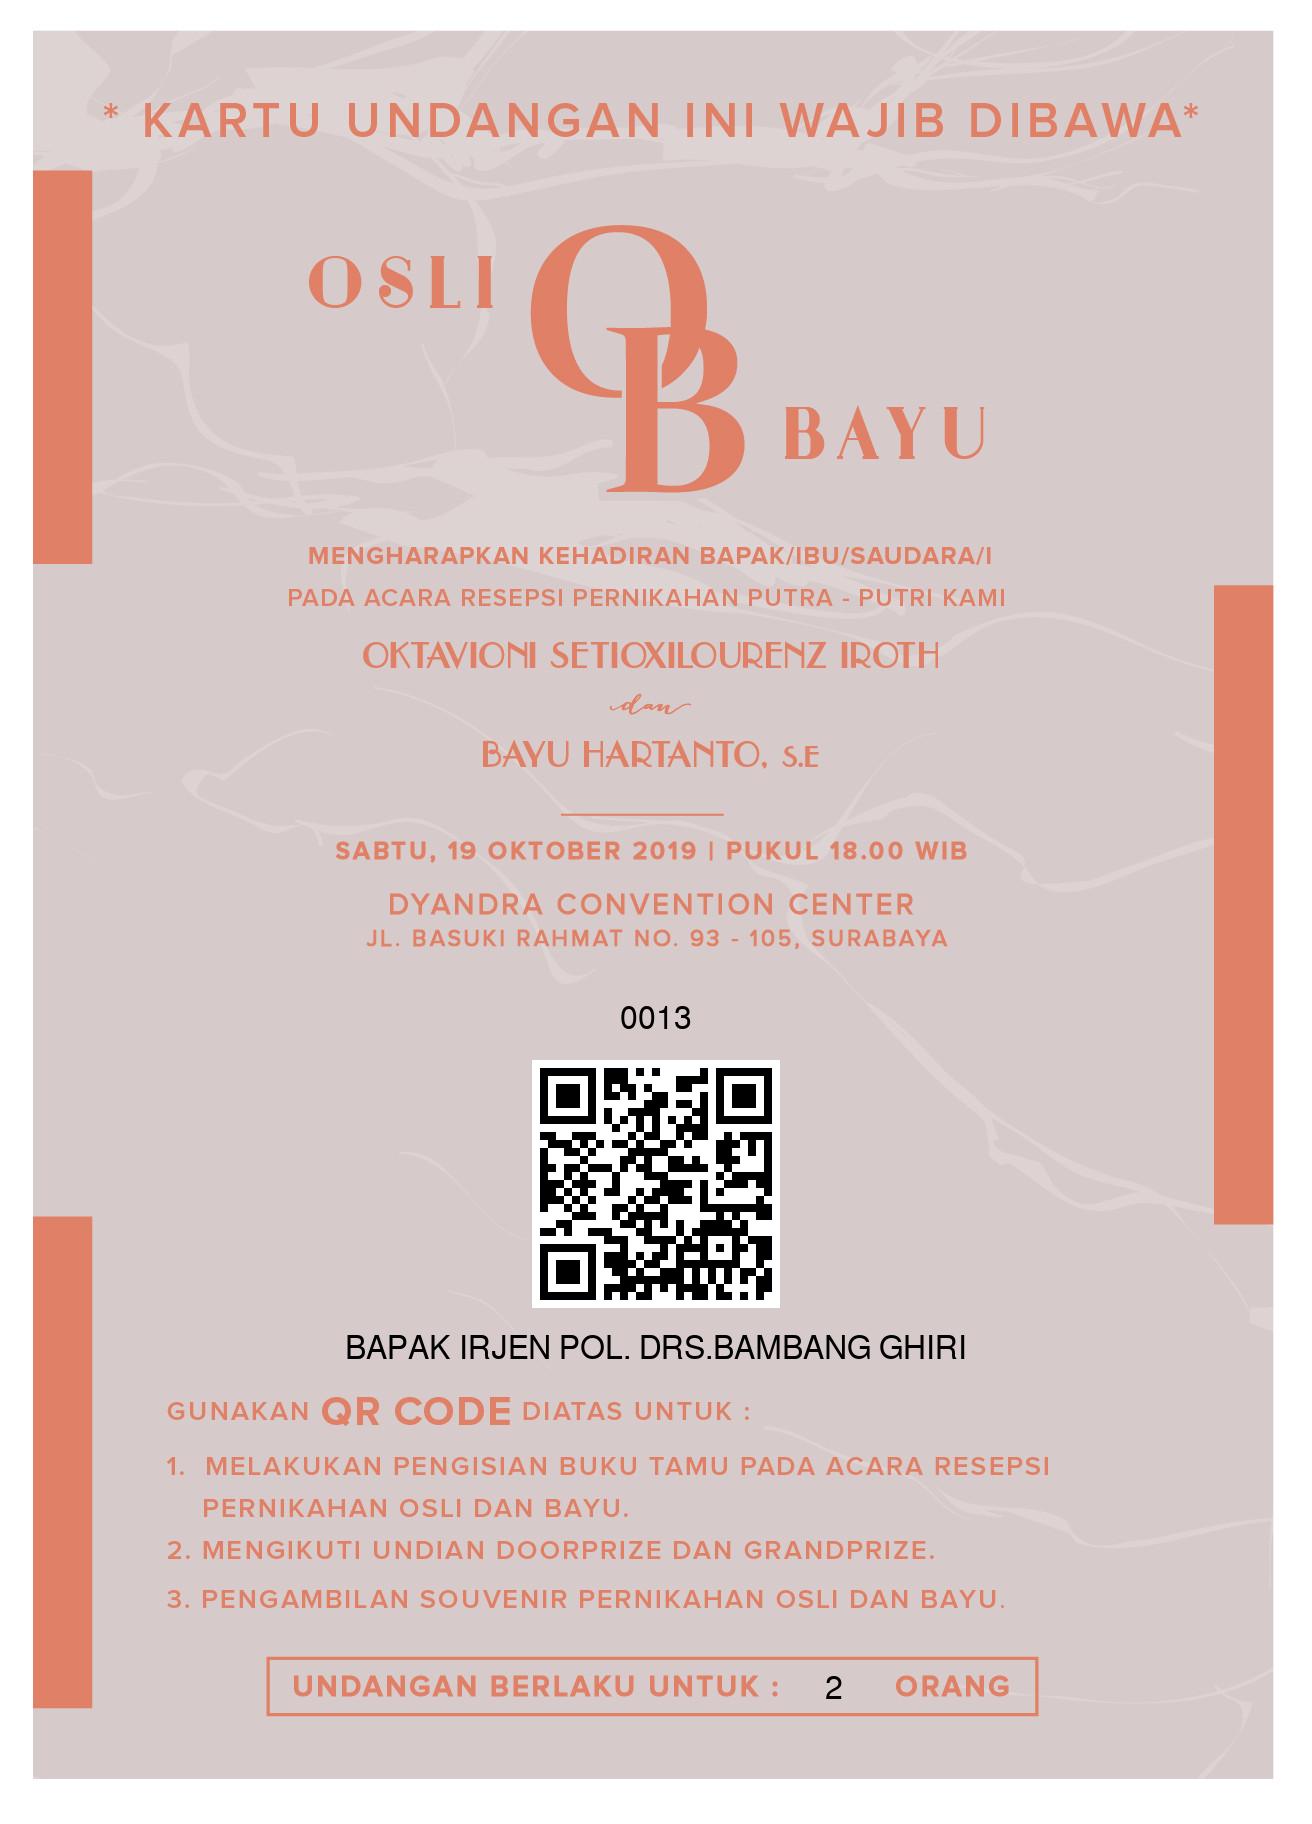 * KARTU UNDANGAN INI WAJIB DIBAWA*
OSLI
OB
BAYU
MENGHARAPKAN KEHADIRAN BAPAK/IBU/SAUDARA/I
PADA ACARA RESEPSI PERNIKAHAN PUTRA - PUTRI KAMI
OKTAVIONI SETIOXILOURENZ IROTH
dan
BAYU HARTANTO, S.E
SABTU, 19 OKTOBER 2019 | PUKUL 18.00 WIB
DYANDRA CONVENTION CENTER
JL. BASUKI RAHMAT NO. 93 - 105, SURABAYA
0013
BAPAK IRJEN POL. DRS.BAMBANG GHIRI
GUNAKAN QR CODE DIATAS UNTUK :
1. MELAKUKAN PENGISIAN BUKU TAMU PADA ACARA RESEPSI
PERNIKAHAN OSLI DAN BAYU.
2. MENGIKUTI UNDIAN DOORPRIZE DAN GRANDPRIZE.
3. PENGAMBILAN SOUVENIR PERNIKAHAN OSLI DAN BAYU.
UNDANGAN BERLAKU UNTUK : 2 ORANG